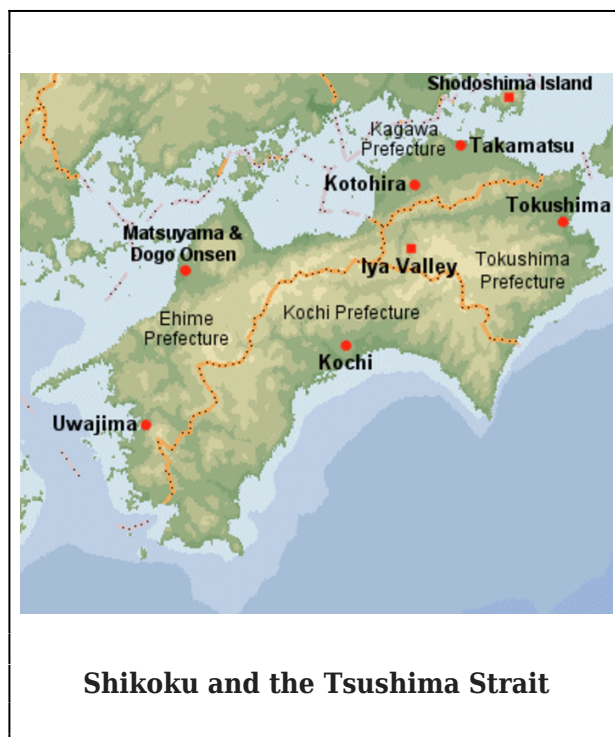 Shodoshima Island
Kagawa
Prefecture
Takamatsu
Kotohira
Tokushima
Matsuyama &
Dogo Onsen
Iya Valley
Tokushima
Prefecture
Ehime
Prefecture
Kochi Prefecture
Kochi
Uwajima
Shikoku and the Tsushima Strait